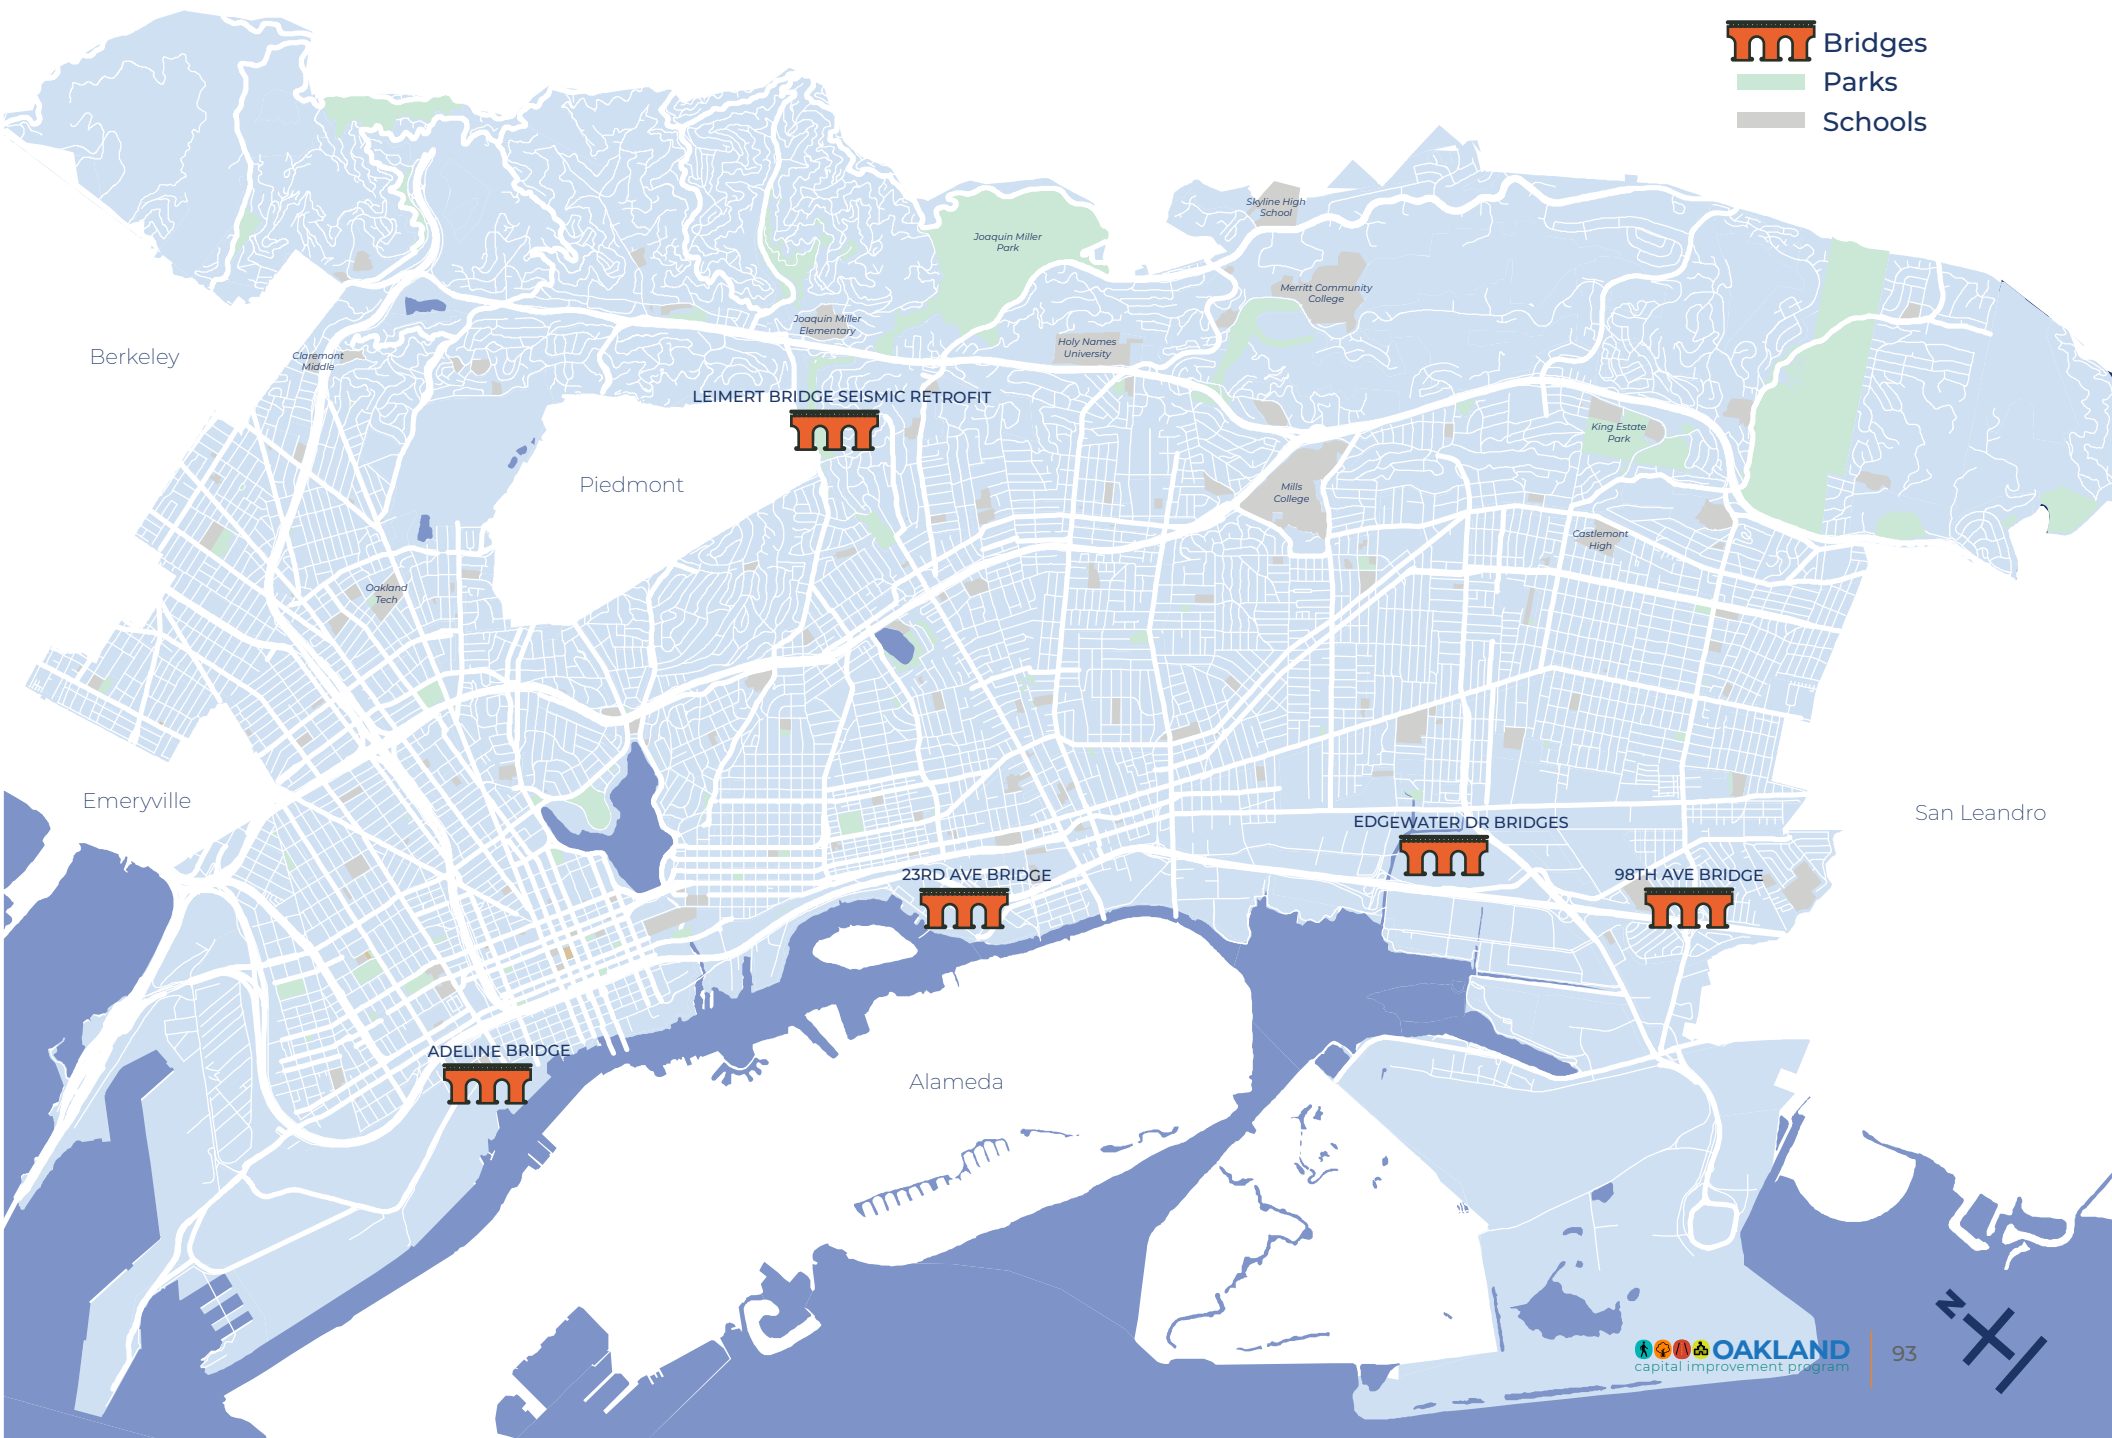 Bridges
Parks
Schools
Skyline High
School
Joaquin Miller
Park
Merritt Community
College
Joaquin Miller
Elementary
Holy Names
University
Berkeley
Claremont
Middle
LEIMERT BRIDGE SEISMIC RETROFIT
King Estate
Park
Piedmont
Mills
College
Castlemont
High
Oakland
Tech
Emeryville
San Leandro
EDGEWATER DR BRIDGES
23RD AVE BRIDGE
98TH AVE BRIDGE
ADELINE BRIDGE
Alameda
N
OAKLAND
capital improvement program
93